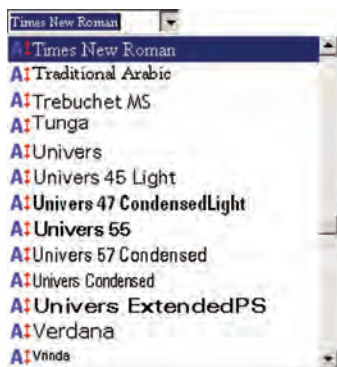 Times New Roman
Times New Roman
Traditional Arabic
Trebuchet MS
Tunga
Univers
Univers 45 Light
Univers 47 CondensedLight
Univers 55
Univers 57 Condensed
Univers Condensed
Univers ExtendedPS
Verdana
Vrinda